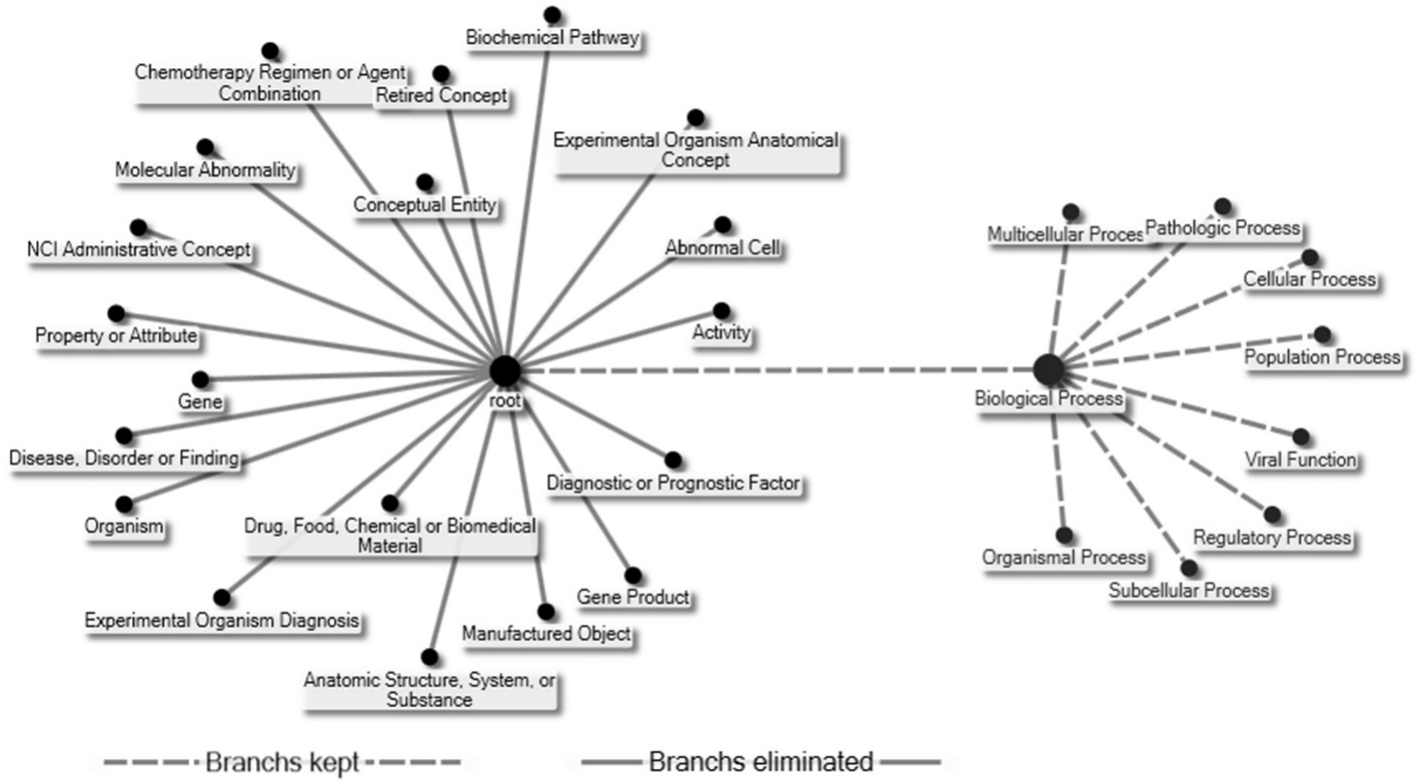 Biochemical Pathway
Chemotherapy Regimen or Agent
Combination
Retired Concept
Experimental Organism Anatomical
Concept
Molecular Abnormality
Conceptual Entity
NCI Administrative Concept
Abnormal Cell
Property or Attribute
Activity
Gene
root
Disease, Disorder or Finding
Diagnostic or Prognostic Factor
Organism
Drug, Food, Chemical or Biomedical
Material
Gene Product
Experimental Organism Diagnosis
Manufactured Object
Anatomic Structure, System, or
Substance
Multicellular Proces
Pathologic Process
Cellular Process
Population Process
Biological Process
Viral Function
Regulatory Process
Organismal Process
Subcellular Process
Branchs kept
Branchs eliminated